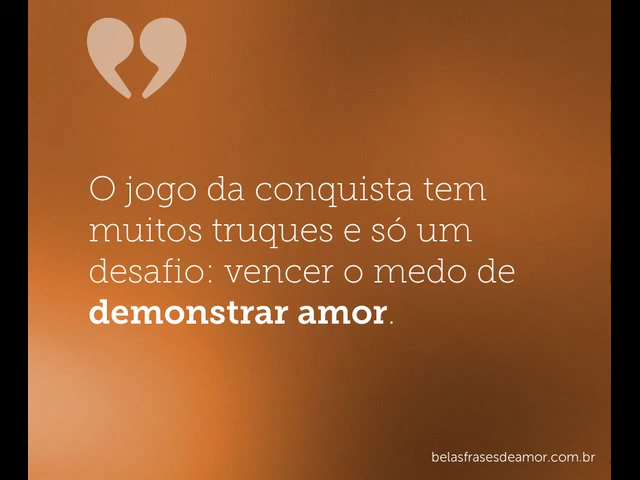 O jogo da conquista tem
muitos truques e só um
desafio: vencer o medo de
demonstrar amor.
belasfrasesdeamor.com.br